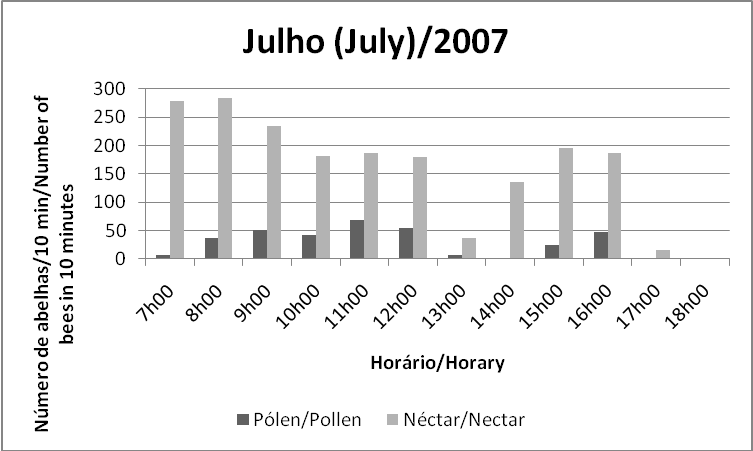 Julho (July)/2007
Número de abelhas/10 min/Number of
bees in 10 minutes
300
250
200
150
100
50
0
7h00
8h00
9h00
10h00
11h00
12h00
13h00
14h00
15h00
16h00
17h00
18h00
Horário/Horary
Pólen/Pollen
Néctar/Nectar